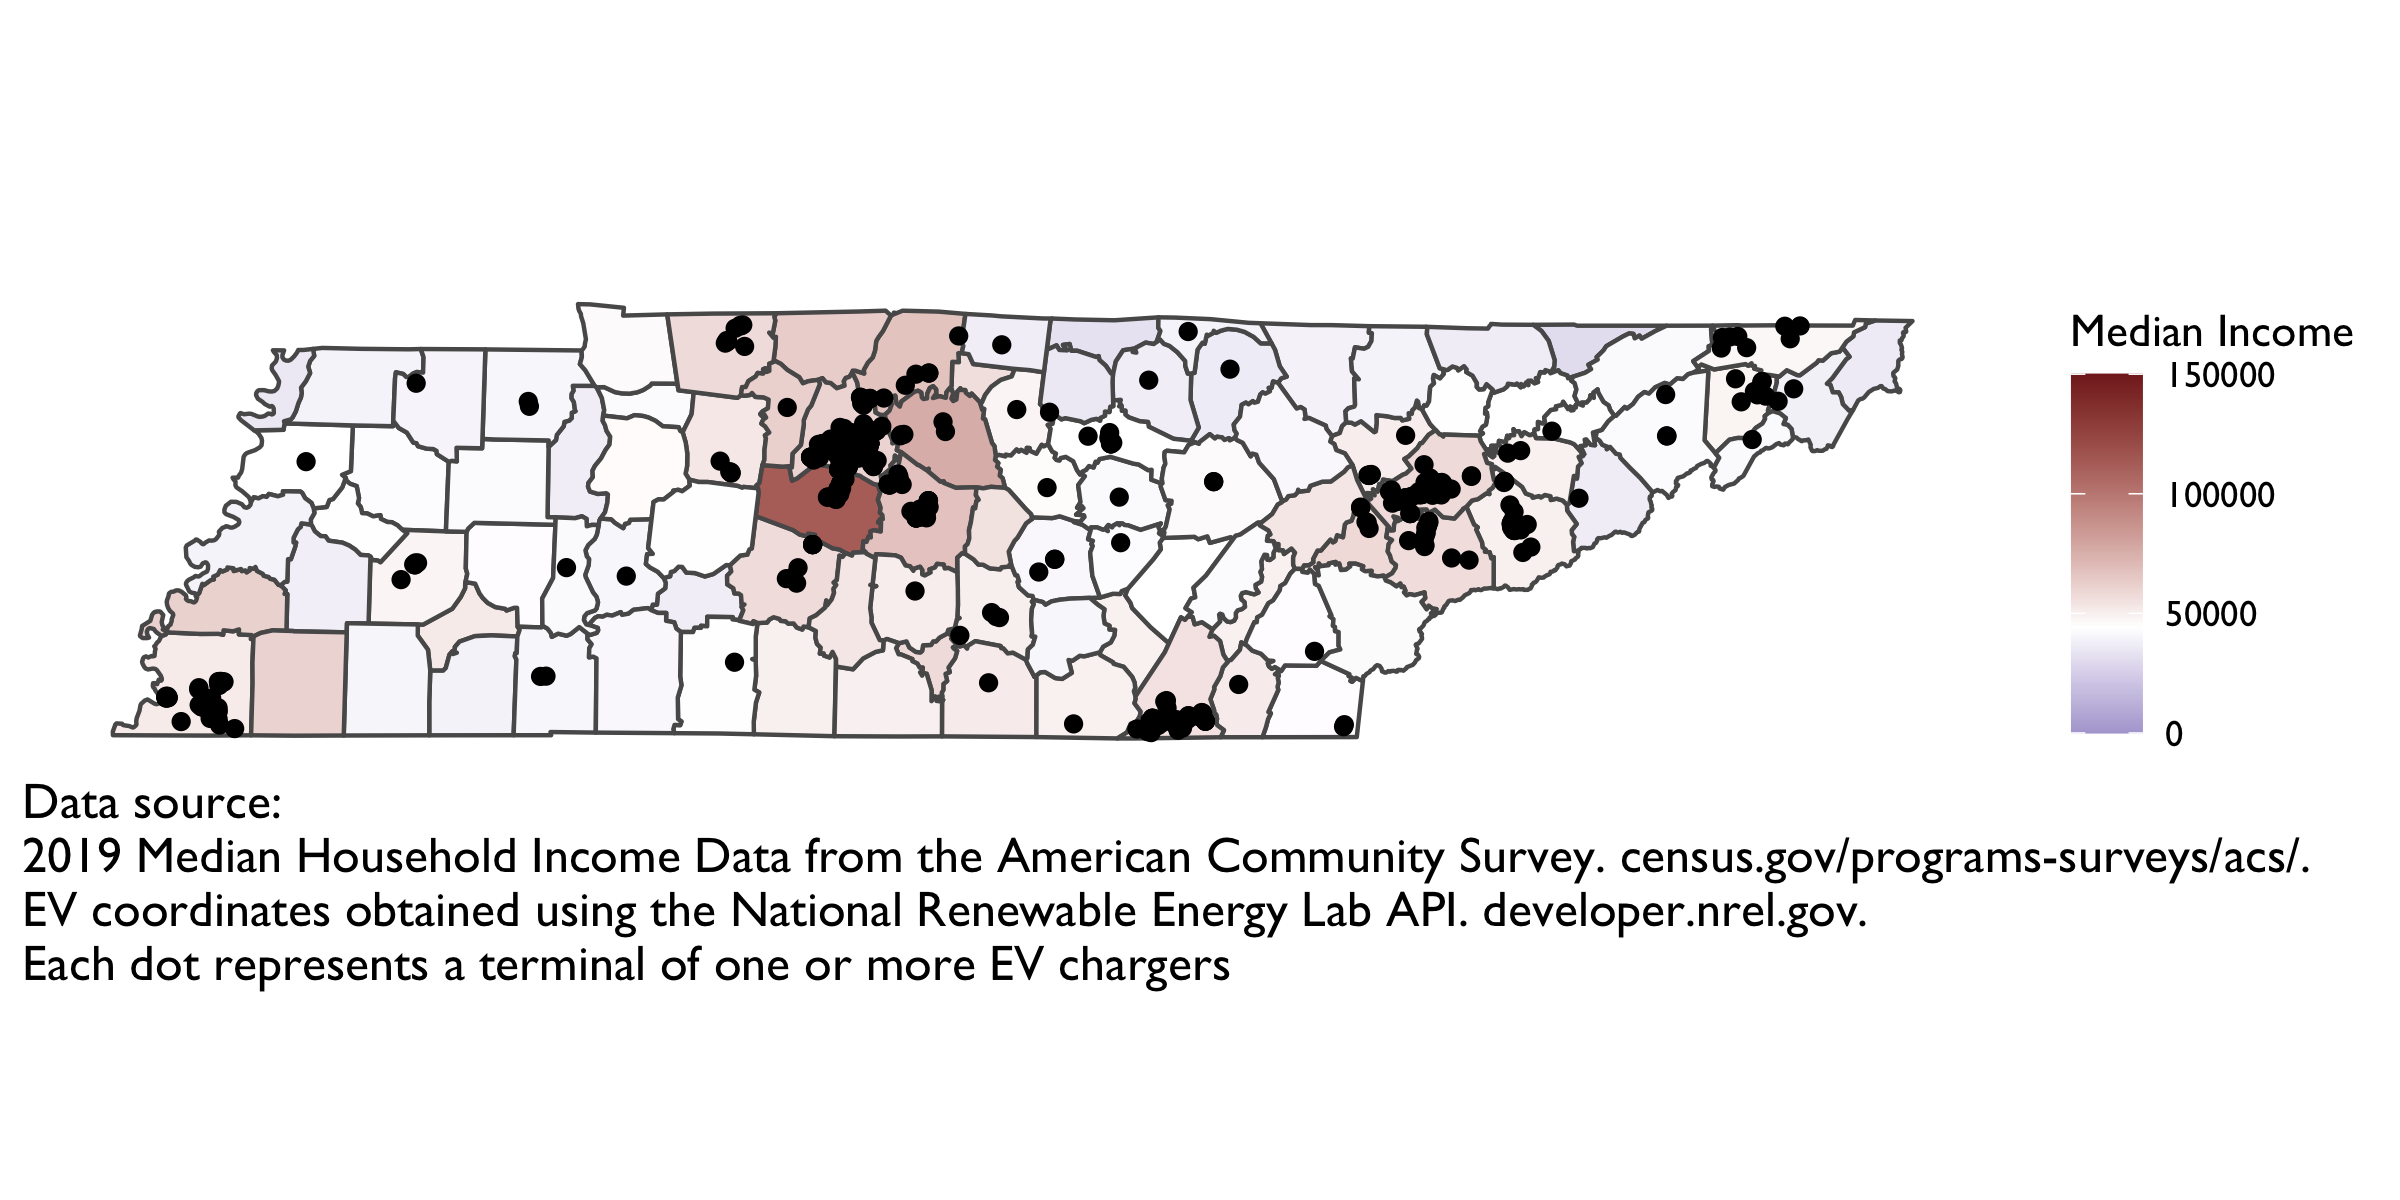 Median Income
150000
100000
50000
0
Data source:
2019 Median Household Income Data from the American Community Survey. census.gov/programs-surveys/acs/.
EV coordinates obtained using the National Renewable Energy Lab API. developer.nrel.gov.
Each dot represents a terminal of one or more EV chargers